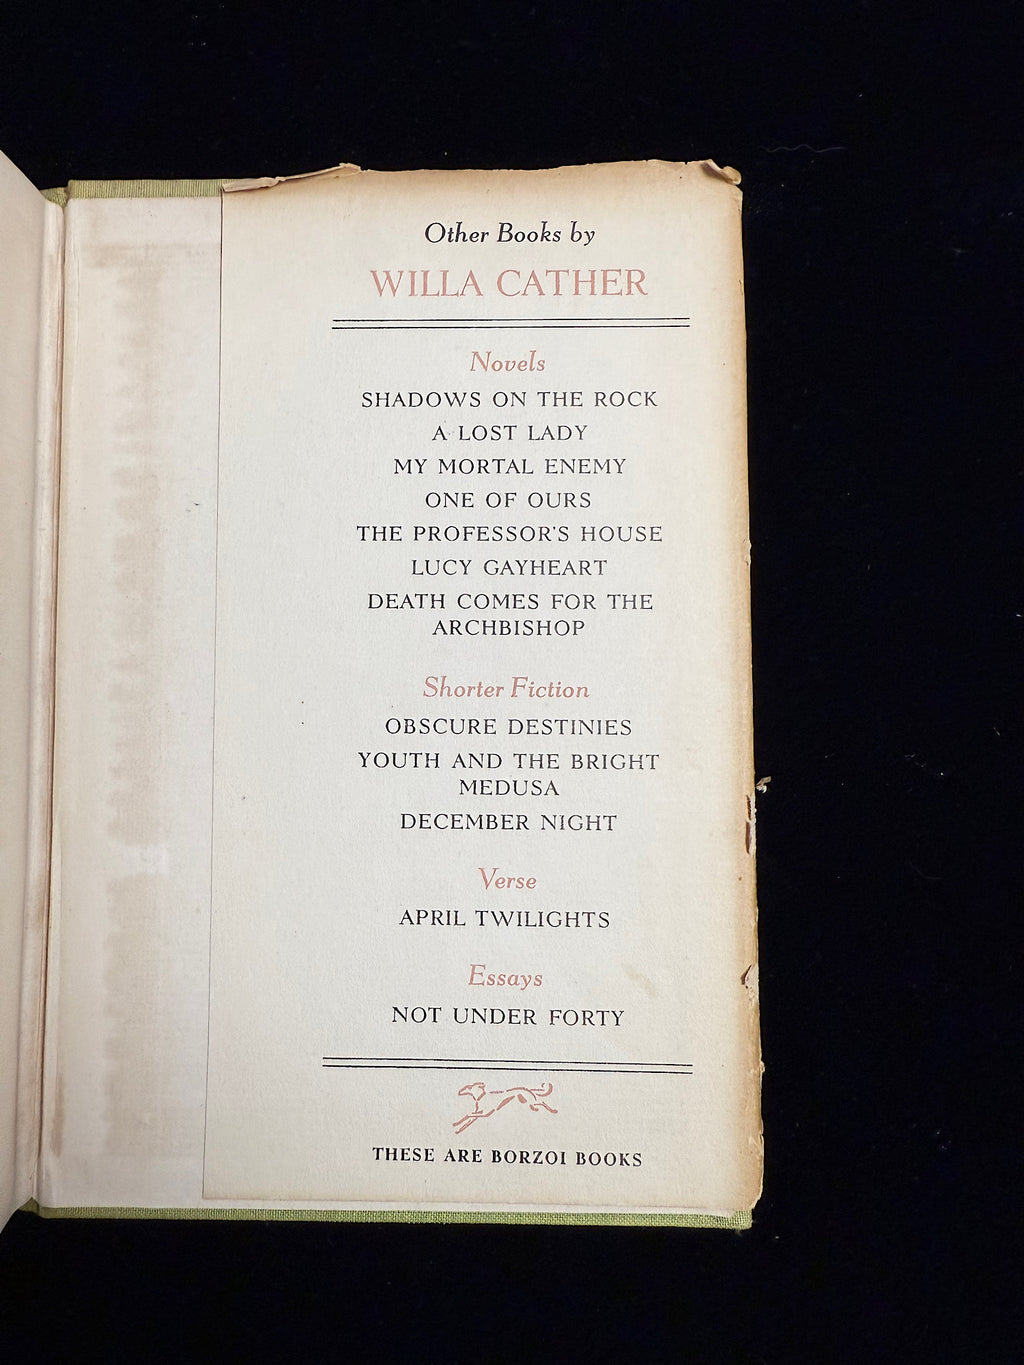 Other Books by
WILLA CATHER
Novels
SHADOWS ON THE ROCK
A LOST LADY
MY MORTAL ENEMY
ONE OF OURS
THE PROFESSOR'S HOUSE
LUCY GAYHEART
DEATH COMES FOR THE
ARCHBISHOP
Shorter Fiction
OBSCURE DESTINIES
YOUTH AND THE BRIGHT
MEDUSA
DECEMBER NIGHT
Verse
APRIL TWILIGHTS
Essays
NOT UNDER FORTY
THESE ARE BORZOI BOOKS